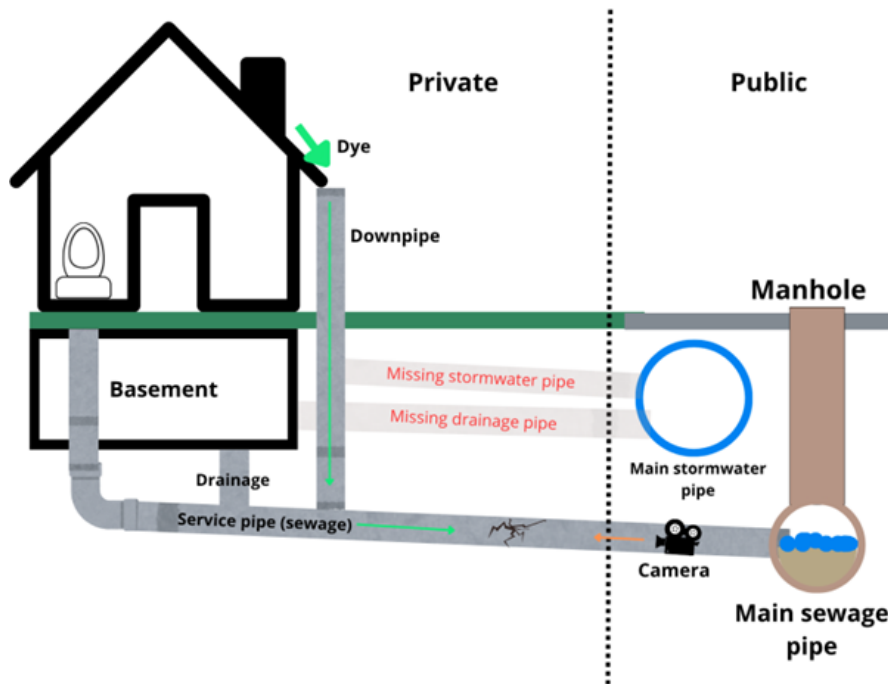 Private
Public
Dye
Downpipe
Manhole
Basement
Missing stormwater pipe
Missing drainage pipe
Main stormwater
pipe
Drainage
Service pipe (sewage)
Camera
Main sewage
pipe